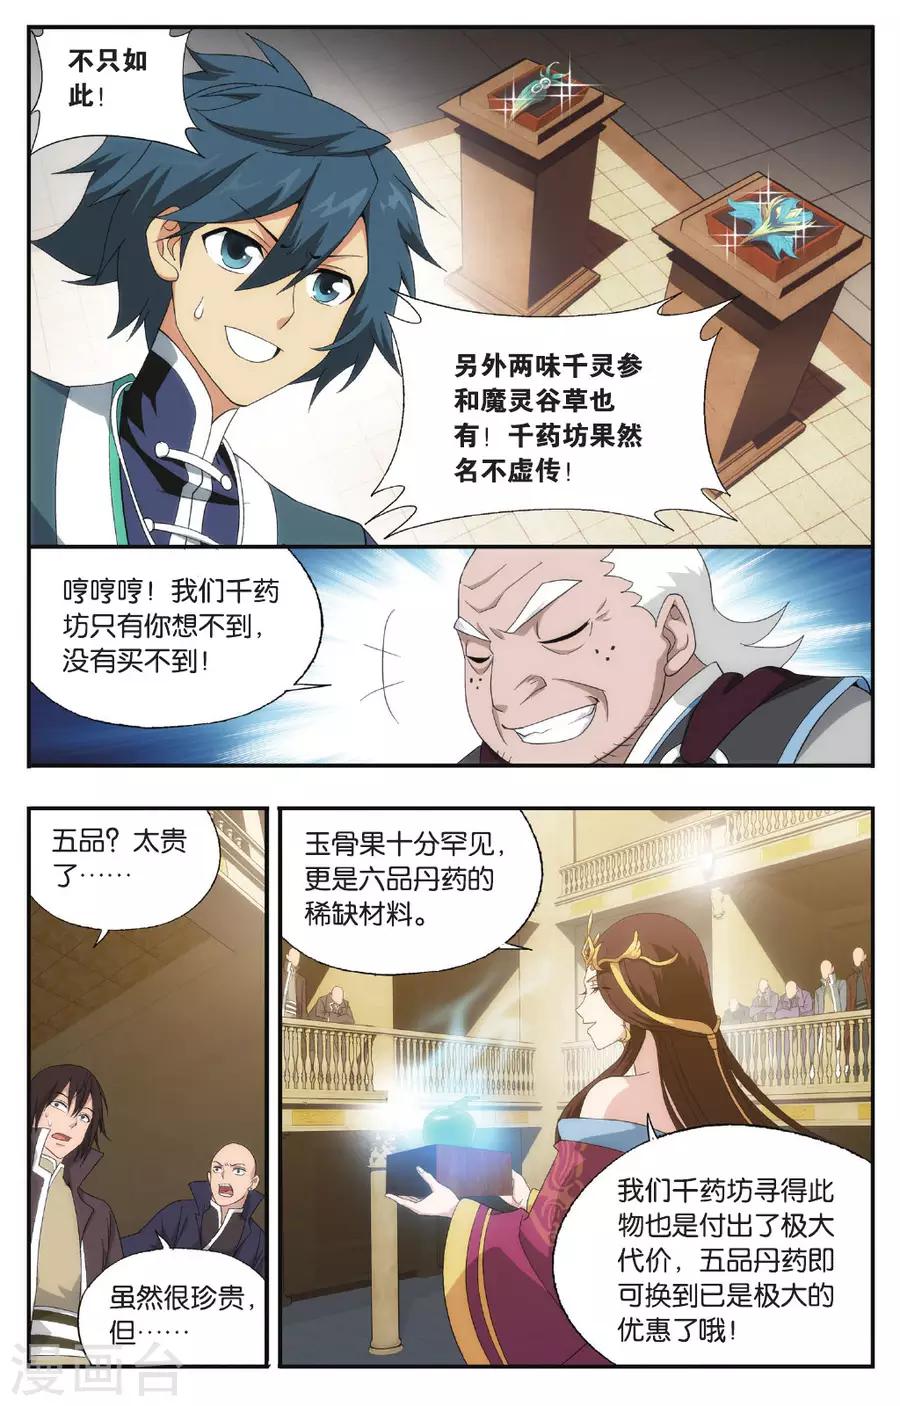 不只如
此！
另外两味千灵参
和魔灵谷草也
有！千药坊果然
名不虚传！
哼哼哼！我们千药
坊只有你想不到，
没有买不到！
五品？太贵
了……
玉骨果十分罕见，
更是六品丹药的
稀缺材料。
虽然很珍贵，
但……
我们千药坊寻得此
物也是付出了极大
代价，五品丹药即
可换到已是极大的
优惠了哦！
漫画台